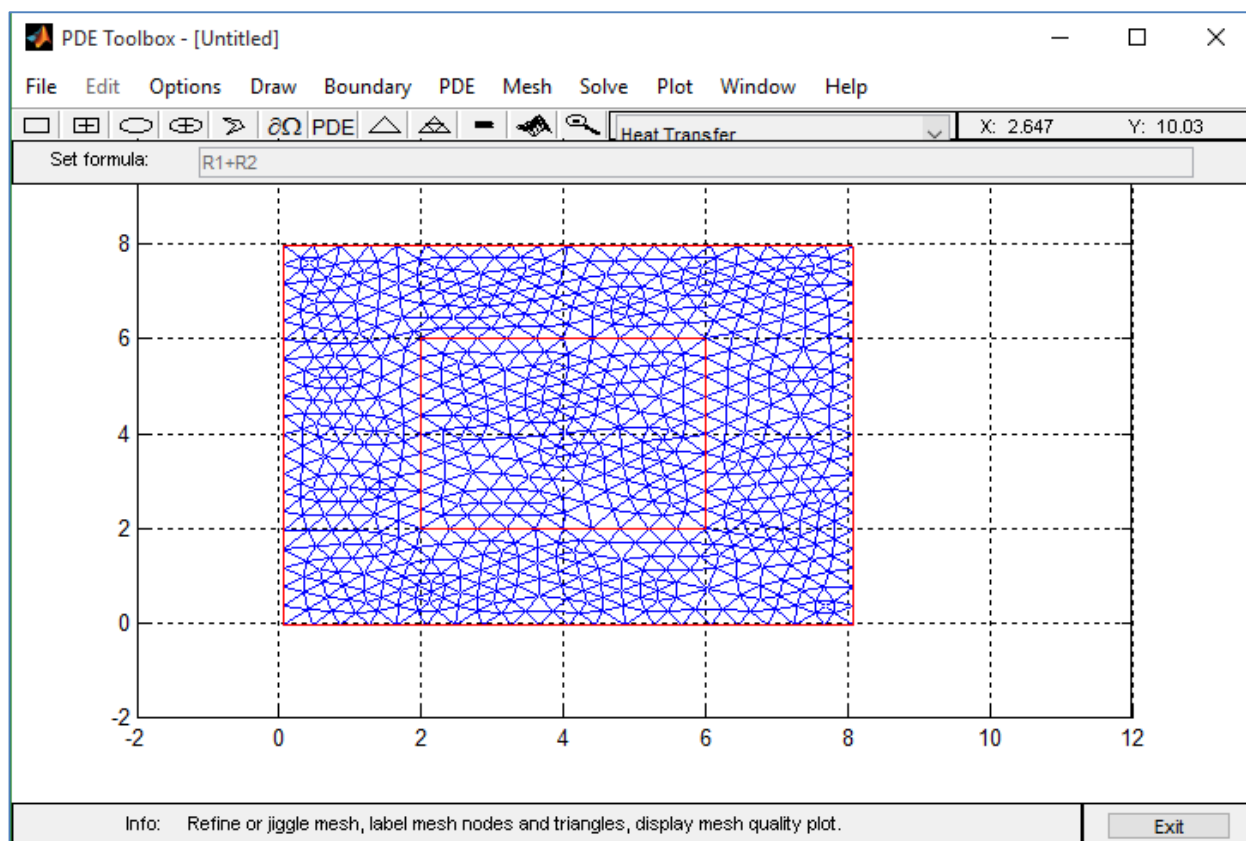 PDE Toolbox - [Untitled]
File Edit Options Draw Boundary PDE Mesh Solve Plot Window Help
∂Ω PDE Heat Transfer X: 2.647 Y: 10.03
Set formula: R1+R2
8
6
4
2
0
-2
-2 0 2 4 6 8 10 12
Info: Refine or jiggle mesh, label mesh nodes and triangles, display mesh quality plot. Exit